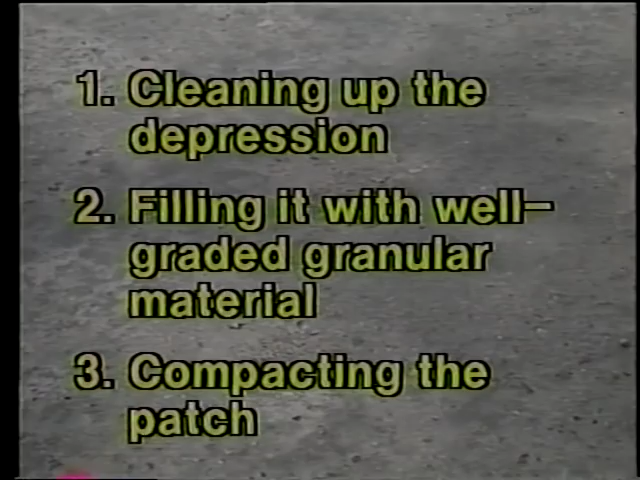 1. Cleaning up the
depression
2. Filling it with well-
graded granular
material
3. Compacting the
patch